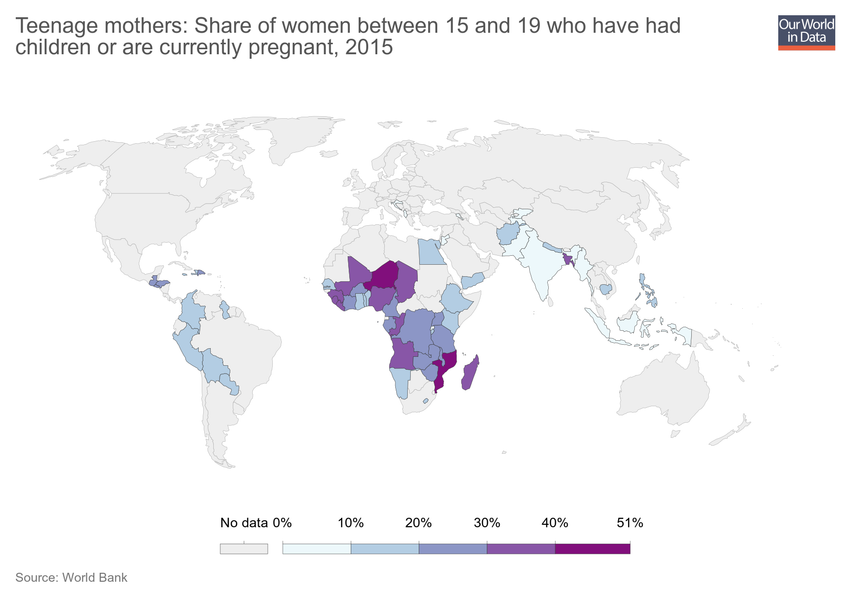 Teenage mothers: Share of women between 15 and 19 who have had
children or are currently pregnant, 2015
Our World
in Data
No data 0% 10% 20% 30% 40% 51%
Source: World Bank